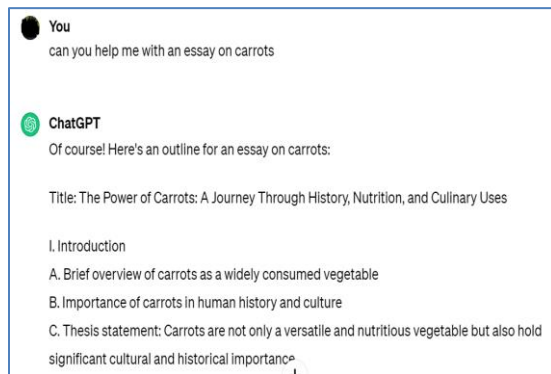 You
can you help me with an essay on carrots
ChatGPT
Of course! Here's an outline for an essay on carrots:
Title: The Power of Carrots: A Journey Through History, Nutrition, and Culinary Uses
I. Introduction
A. Brief overview of carrots as a widely consumed vegetable
B. Importance of carrots in human history and culture
C. Thesis statement: Carrots are not only a versatile and nutritious vegetable but also hold
significant cultural and historical importance